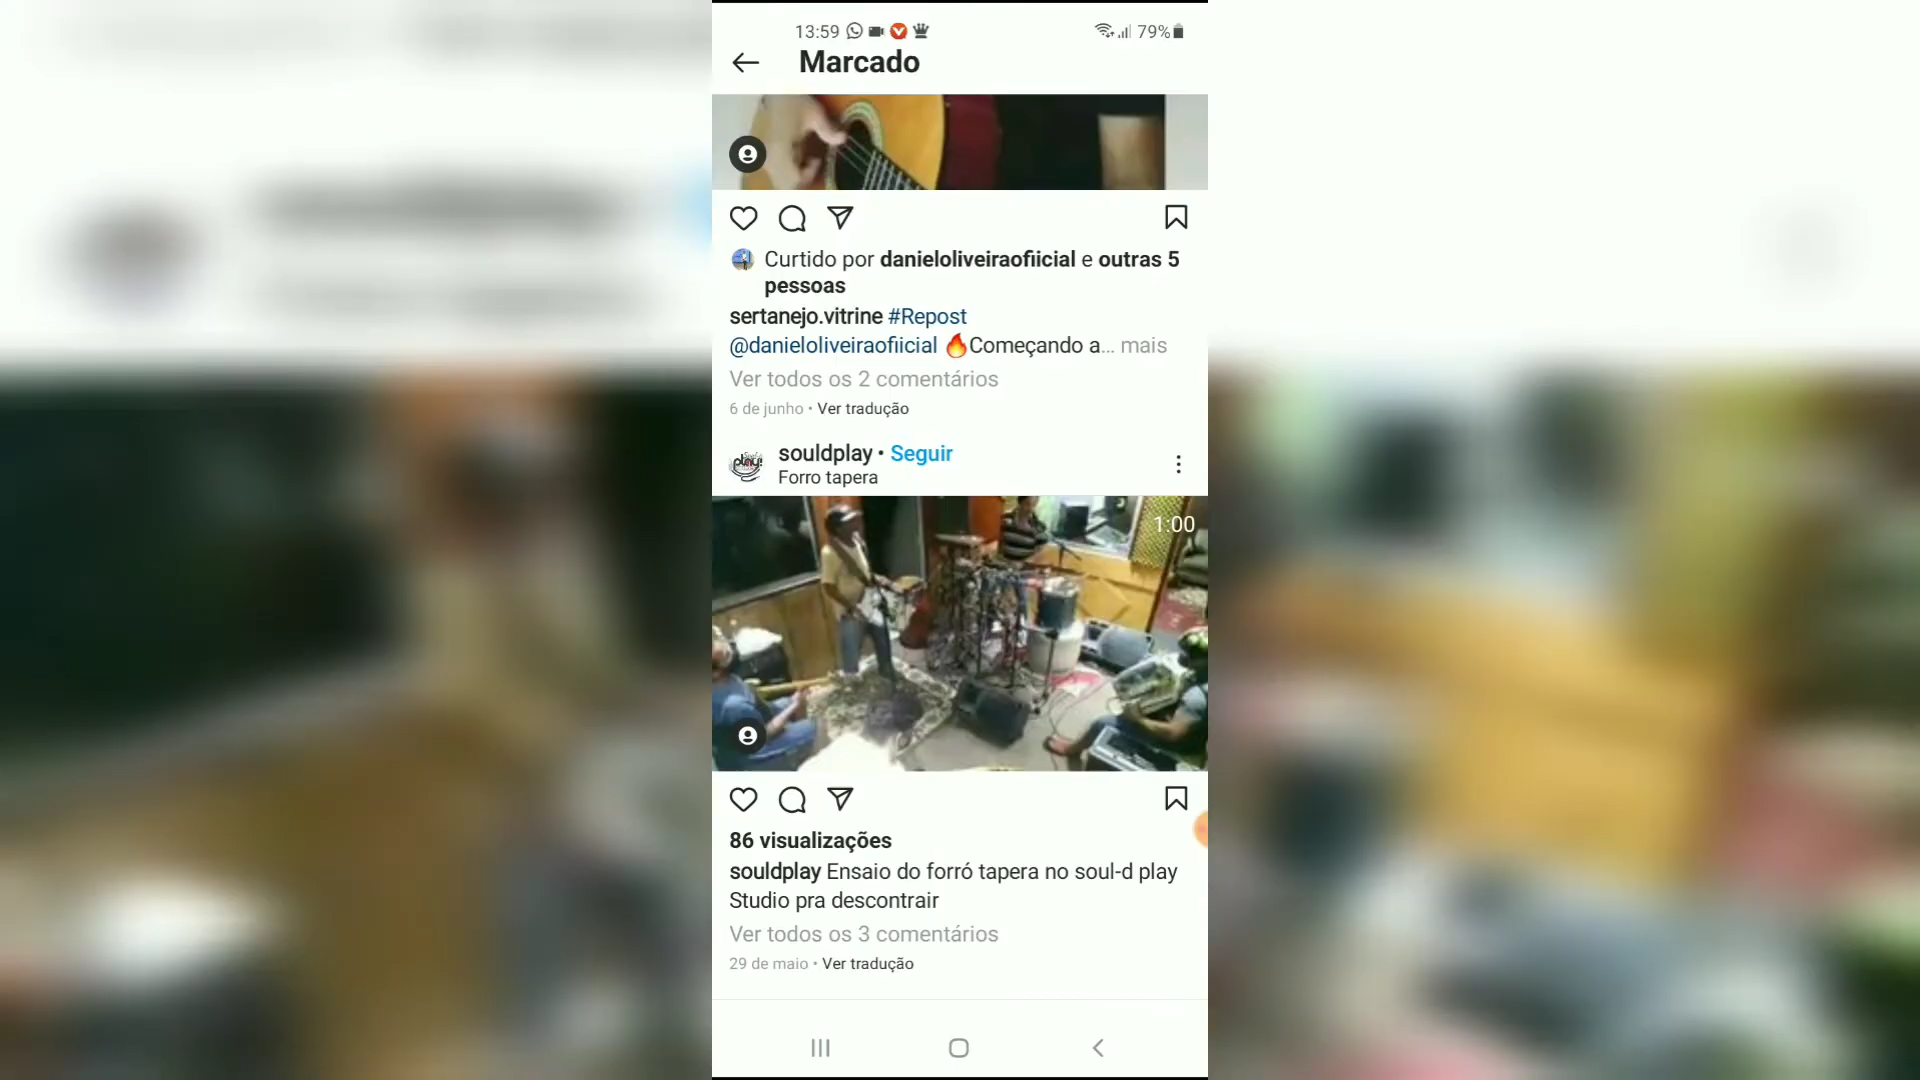 13:59 79%
Marcado
Curtido por danieloliveiraofiicial e outras 5
pessoas
sertanejo.vitrine #Repost
@danieloliveiraofiicial 🔥Começando a... mais
Ver todos os 2 comentários
6 de junho • Ver tradução
souldplay • Seguir
Forro tapera
1:00
86 visualizações
souldplay Ensaio do forró tapera no soul-d play
Studio pra descontrair
Ver todos os 3 comentários
29 de maio • Ver tradução